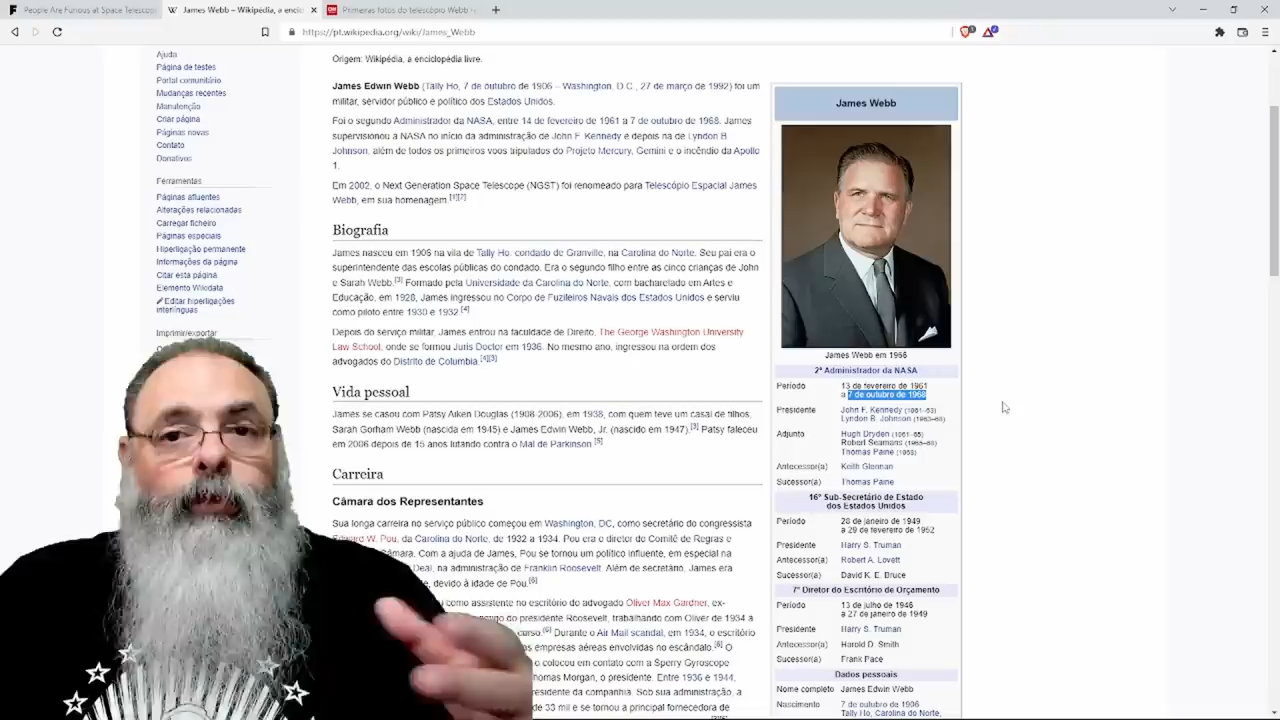 People Are Furious at Space Telescop
James Webb – Wikipédia, a encic
Primeiras fotos do telescópio Webb
https://pt.wikipedia.org/wiki/James_Webb
Ajuda
Página de testes
Portal comunitário
Mudanças recentes
Manutenção
Criar página
Páginas novas
Contato
Donativos
Ferramentas
Páginas afluentes
Alterações relacionadas
Carregar ficheiro
Páginas especiais
Hiperligação permanente
Informações da página
Citar esta página
Elemento Wikidata
Editar hiperligações
interlínguas
Imprimir/exportar
Origem: Wikipédia, a enciclopédia livre.
James Edwin Webb (Tally Ho, 7 de outubro de 1906 – Washington, D.C., 27 de março de 1992) foi um
militar, servidor público e político dos Estados Unidos.
Foi o segundo Administrador da NASA, entre 14 de fevereiro de 1961 a 7 de outubro de 1968. James
supervisionou a NASA no início da administração de John F. Kennedy e depois na de Lyndon B.
Johnson, além de todos os primeiros voos tripulados do Projeto Mercury, Gemini e o incêndio da Apollo
1.
Em 2002, o Next Generation Space Telescope (NGST) foi renomeado para Telescópio Espacial James
Webb, em sua homenagem.[1][2]
Biografia
James nasceu em 1906 na vila de Tally Ho, condado de Granville, na Carolina do Norte. Seu pai era o
superintendente das escolas públicas do condado. Era o segundo filho entre as cinco crianças de John
e Sarah Webb.[3] Formado pela Universidade da Carolina do Norte, com bacharelado em Artes e
Educação, em 1928, James ingressou no Corpo de Fuzileiros Navais dos Estados Unidos e serviu
como piloto entre 1930 e 1932.[4]
Depois do serviço militar, James entrou na faculdade de Direito, The George Washington University
Law School, onde se formou Juris Doctor em 1936. No mesmo ano, ingressou na ordem dos
advogados do Distrito de Columbia.[4][3]
Vida pessoal
James se casou com Patsy Aiken Douglas (1908-2006), em 1938, com quem teve um casal de filhos,
Sarah Gorham Webb (nascida em 1945) e James Edwin Webb, Jr. (nascido em 1947).[3] Patsy faleceu
em 2006 depois de 15 anos lutando contra o Mal de Parkinson.[5]
Carreira
Câmara dos Representantes
Sua longa carreira no serviço público começou em Washington, DC, como secretário do congressista
Edward W. Pou, da Carolina do Norte, de 1932 a 1934. Pou era o diretor do Comitê de Regras e
Câmara. Com a ajuda de James, Pou se tornou um político influente, em especial na
Deal, na administração de Franklin Roosevelt. Além de secretário, James era
devido à idade de Pou.[6]
como assistente no escritório do advogado Oliver Max Gardner, ex-
do presidente Roosevelt, trabalhando com Oliver de 1934 a
[6] Durante o Air Mail scandal, em 1934, o escritório
empresas aéreas envolvidas no escândalo.[6] O
o colocou em contato com a Sperry Gyroscope
Thomas Morgan, o presidente. Entre 1936 e 1944,
presidente da companhia. Sob sua administração, a
de 33 mil e se tornou a principal fornecedora de
James Webb
James Webb em 1966
2º Administrador da NASA
Período 13 de fevereiro de 1961
a 7 de outubro de 1968
Presidente John F. Kennedy (1961–63)
Lyndon B. Johnson (1963–68)
Adjunto Hugh Dryden (1961–65)
Robert Seamans (1965–68)
Thomas Paine (1968)
Antecessor(a) Keith Glennan
Sucessor(a) Thomas Paine
16º Sub-Secretário de Estado
dos Estados Unidos
Período 28 de janeiro de 1949
a 29 de fevereiro de 1952
Presidente Harry S. Truman
Antecessor(a) Robert A. Lovett
Sucessor(a) David K. E. Bruce
7º Diretor do Escritório de Orçamento
Período 13 de julho de 1946
a 27 de janeiro de 1949
Presidente Harry S. Truman
Antecessor(a) Harold D. Smith
Sucessor(a) Frank Pace
Dados pessoais
Nome completo James Edwin Webb
Nascimento 7 de outubro de 1906
Tally Ho, Carolina do Norte,